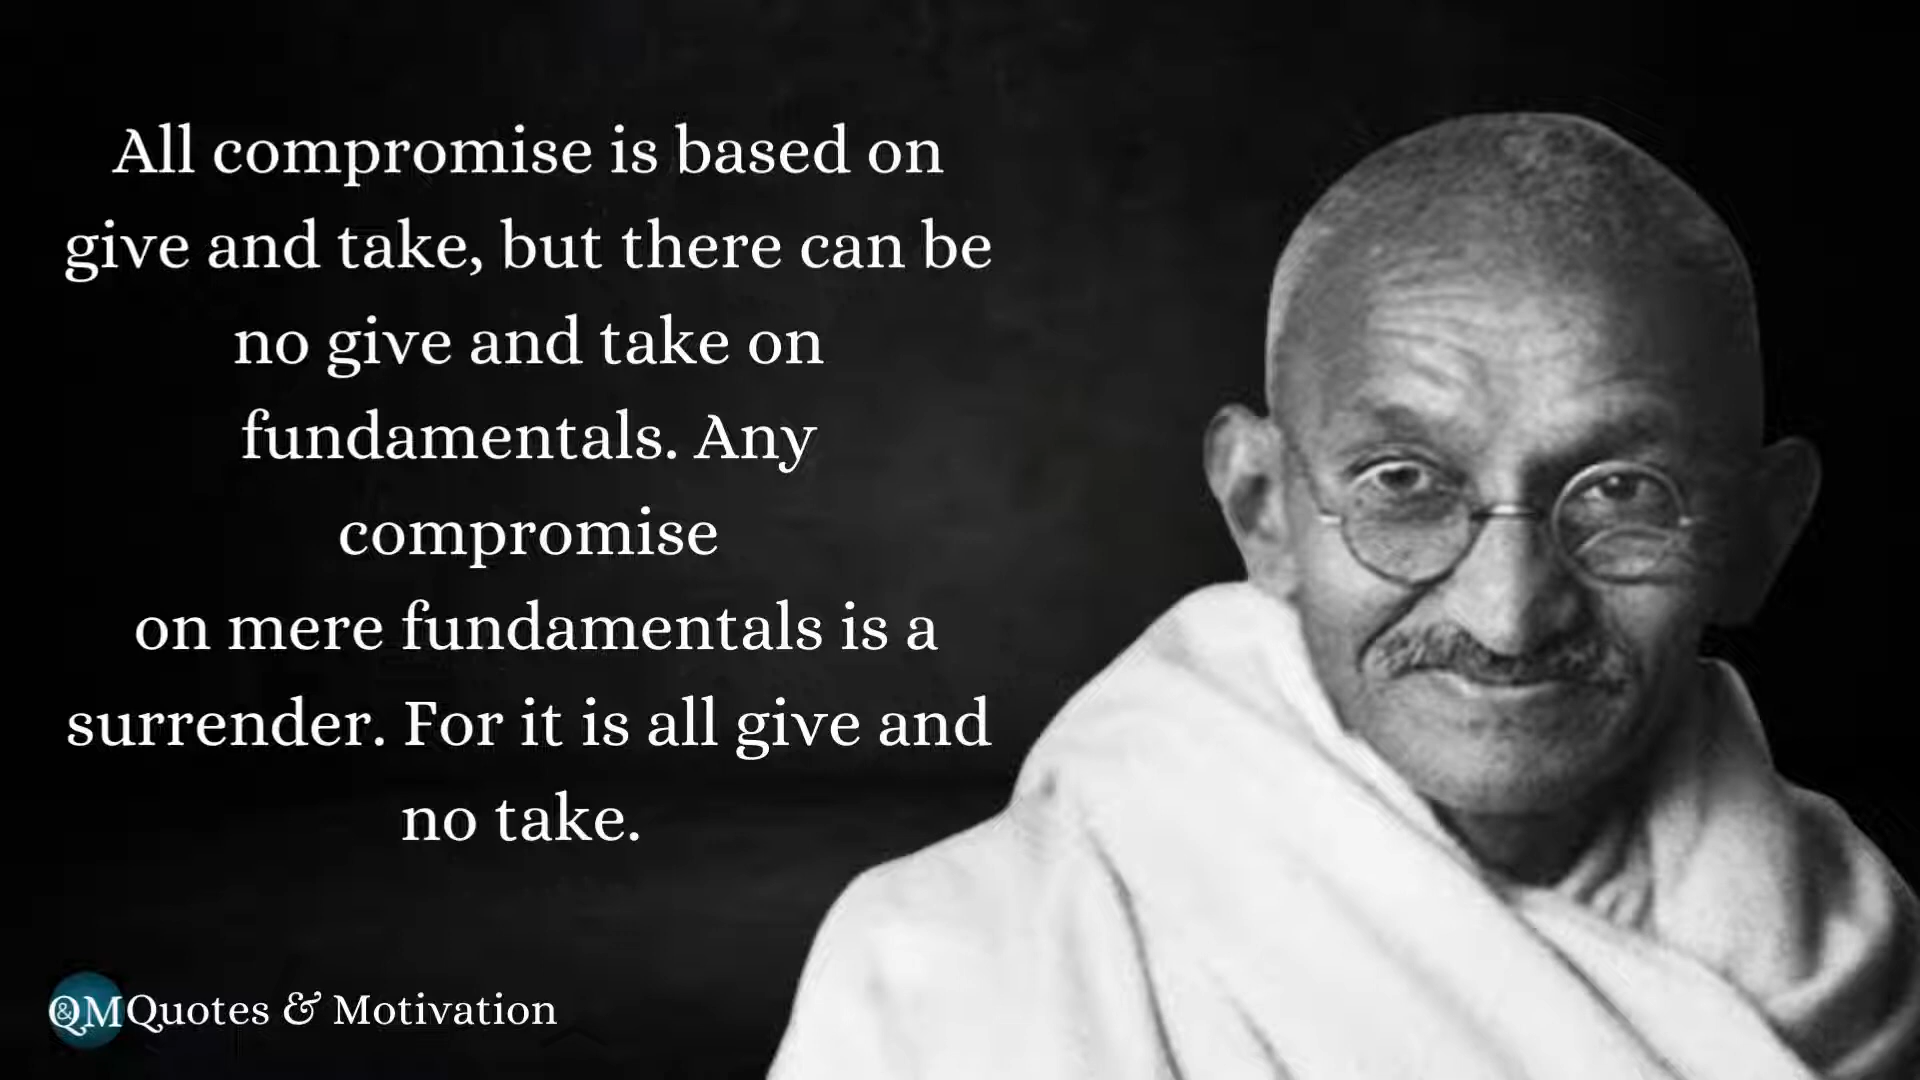 All compromise is based on
give and take, but there can be
no give and take on
fundamentals. Any
compromise
on mere fundamentals is a
surrender. For it is all give and
no take.
Q&M Quotes & Motivation